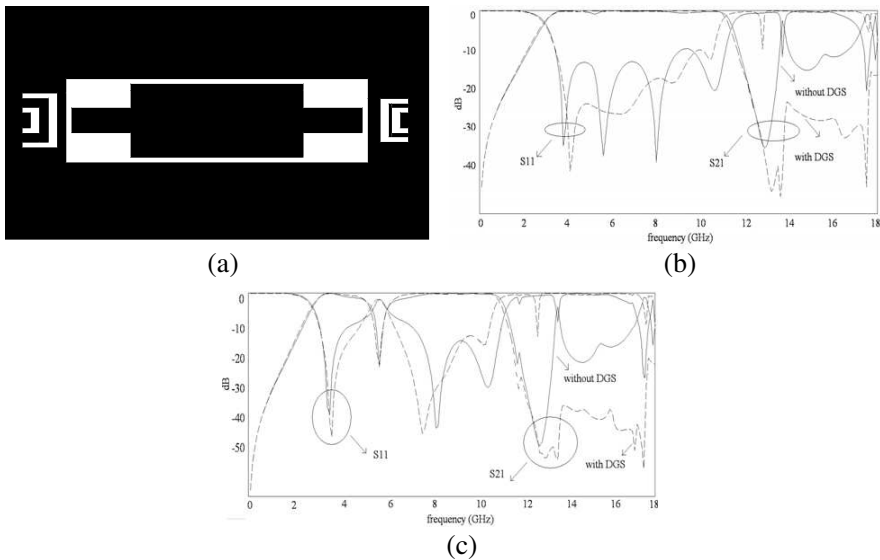 0
-10
-20
dB
-30
-40
without DGS
S11
S21
with DGS
0 2 4 6 8 10 12 14 16 18
frequency (GHz)
(a)
(b)
0
-10
-20
dB
-30
-40
-50
without DGS
S11
S21
with DGS
0 2 4 6 8 10 12 14 16 18
frequency (GHz)
(c)